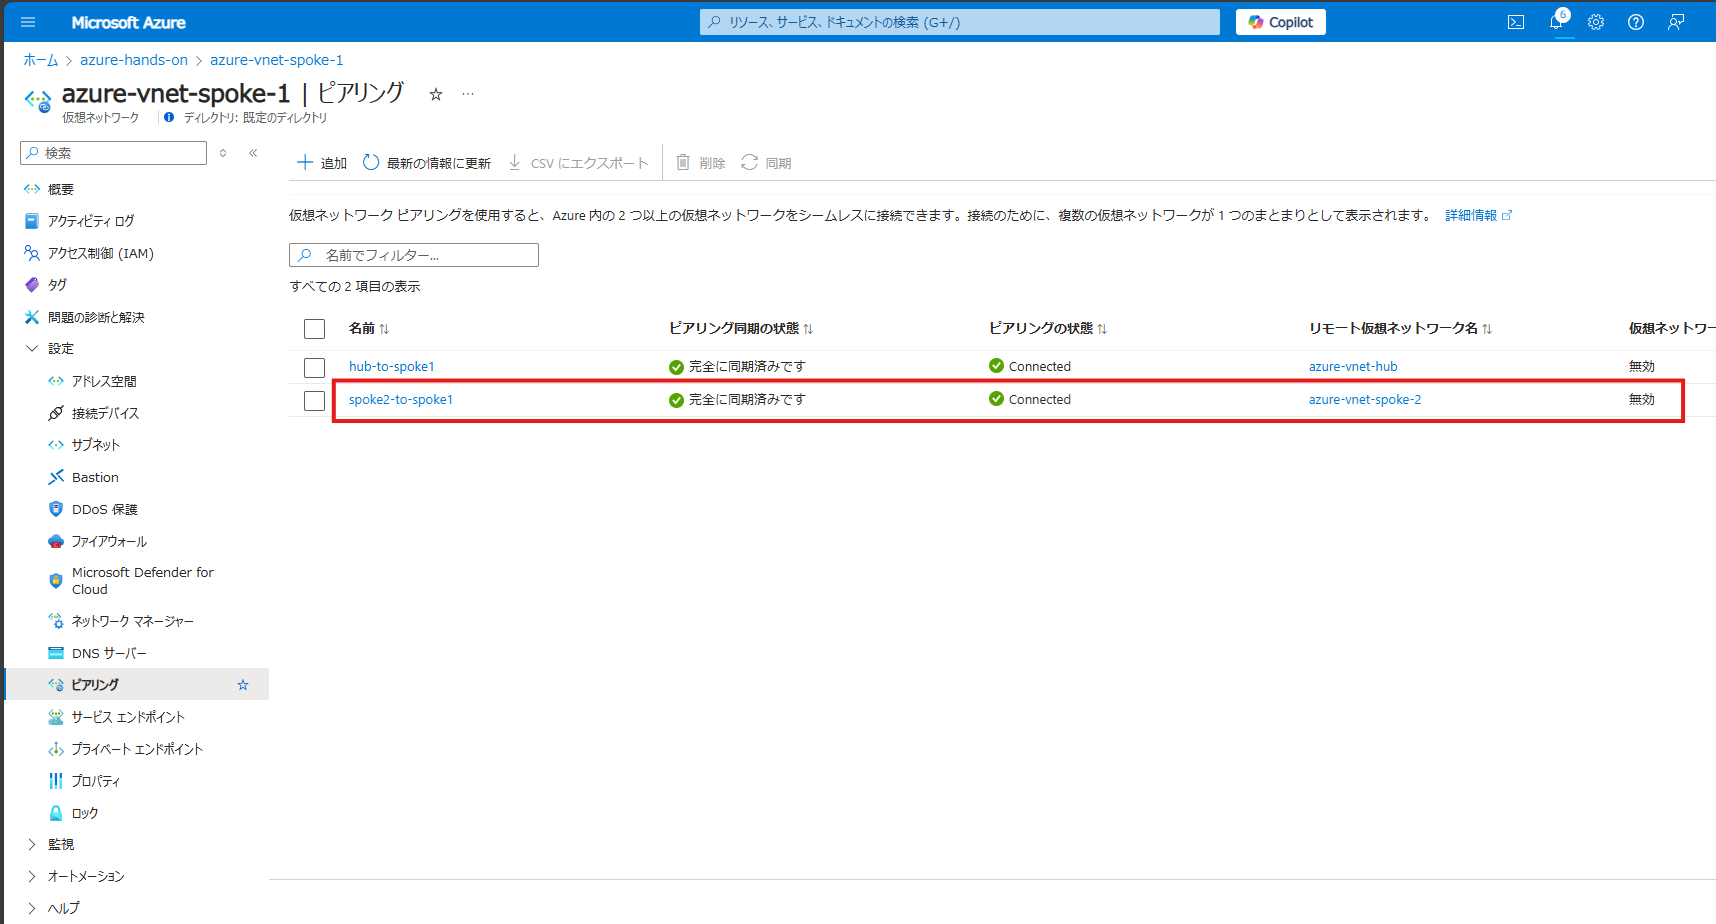 Microsoft Azure
リソース、サービス、ドキュメントの検索 (G+/)
Copilot
6
ホーム > azure-hands-on > azure-vnet-spoke-1
azure-vnet-spoke-1 | ピアリング
仮想ネットワーク
ディレクトリ: 既定のディレクトリ
検索
概要
アクティビティ ログ
アクセス制御 (IAM)
タグ
問題の診断と解決
設定
アドレス空間
接続デバイス
サブネット
Bastion
DDoS 保護
ファイアウォール
Microsoft Defender for
Cloud
ネットワーク マネージャー
DNS サーバー
ピアリング
サービス エンドポイント
プライベート エンドポイント
プロパティ
ロック
監視
オートメーション
ヘルプ
追加 最新の情報に更新 CSV にエクスポート 削除 同期
仮想ネットワーク ピアリングを使用すると、Azure 内の 2 つ以上の仮想ネットワークをシームレスに接続できます。接続のために、複数の仮想ネットワークが 1 つのまとまりとして表示されます。 詳細情報
名前でフィルター...
すべての 2 項目の表示
名前 ピアリング同期の状態 ピアリングの状態 リモート仮想ネットワーク名 仮想ネットワー
hub-to-spoke1 完全に同期済みです Connected azure-vnet-hub 無効
spoke2-to-spoke1 完全に同期済みです Connected azure-vnet-spoke-2 無効